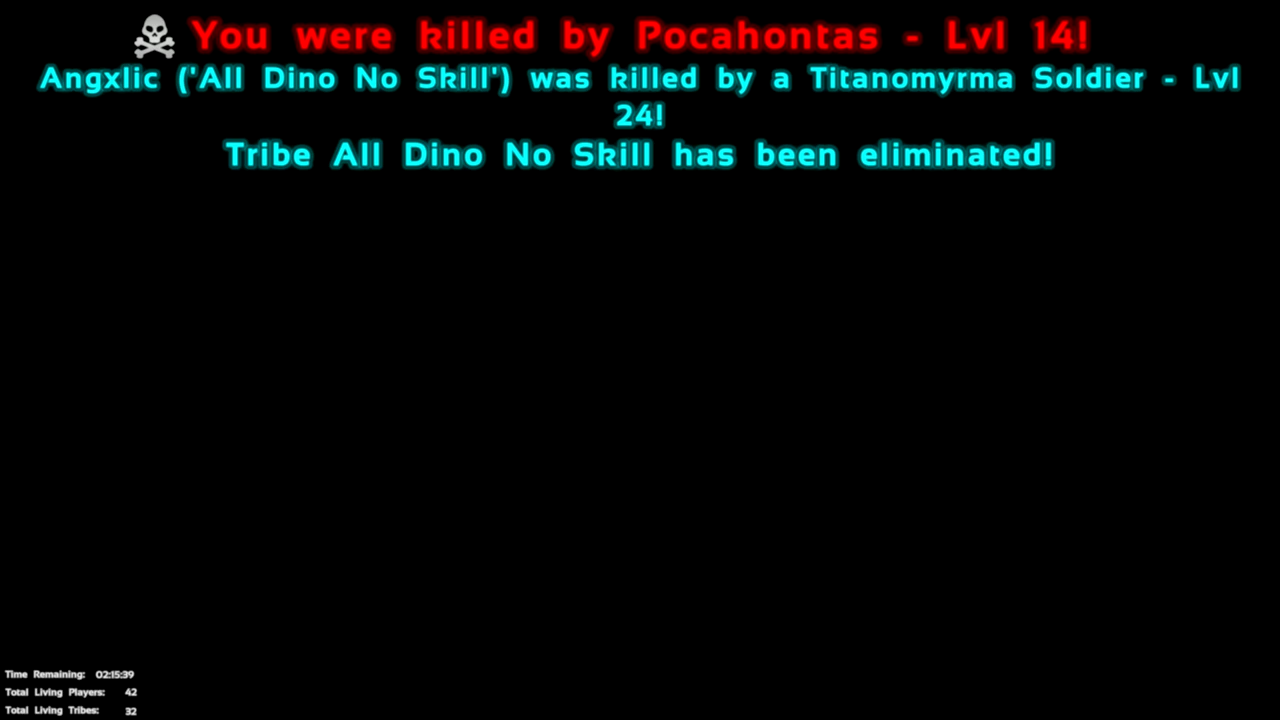 You were killed by Pocahontas - Lvl 14!
Angxlic ('All Dino No Skill') was killed by a Titanomyrma Soldier - Lvl
24!
Tribe All Dino No Skill has been eliminated!
Time Remaining: 02:15:39
Total Living Players: 42
Total Living Tribes: 32